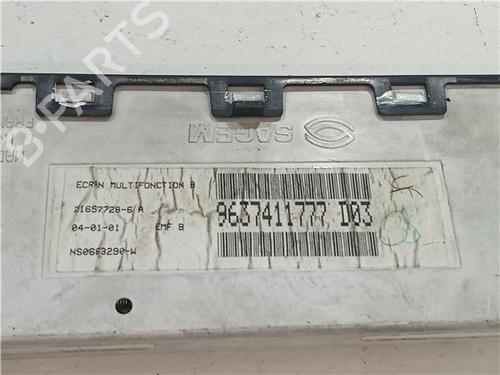 SAGEM
ECRAN MULTIFONCTION B
21657728-6/A
04-01-01 EMF B
NS0663290-W
9637411777 D03
B-PARTS